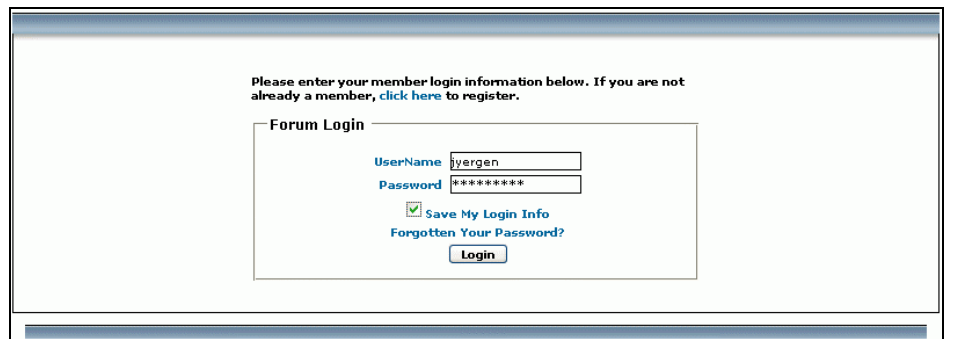 Please enter your member login information below. If you are not
already a member, click here to register.
Forum Login
UserName jyergen
Password *********
Save My Login Info
Forgotten Your Password?
Login